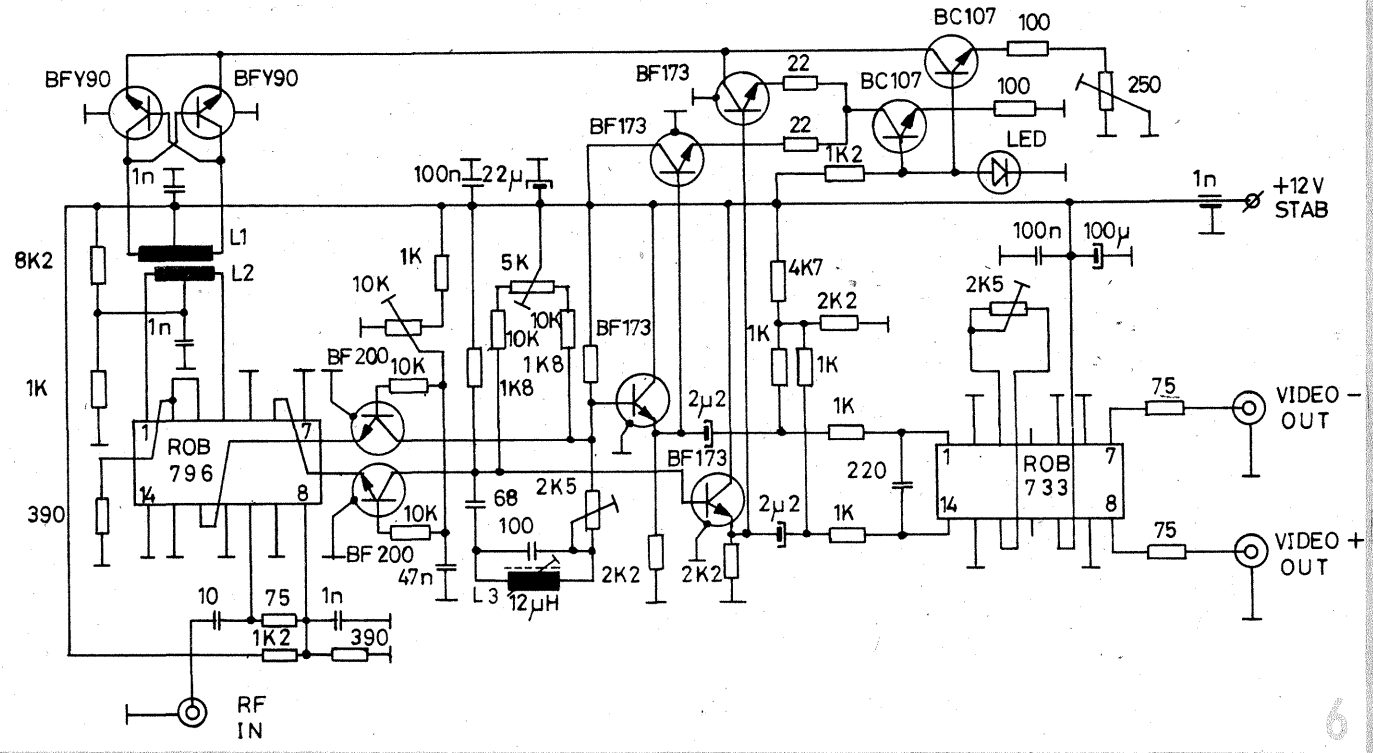 BC107
100
BFY90
BFY90
BF173
22
BC107
100
250
BF173
22
LED
1K2
1n
100n
22µ
1n
+12V
STAB
8K2
L1
L2
1K
5K
4K7
100n
100µ
10K
2K5
2K2
1n
10K
10K
BF173
1K
1K
BF200
10K
1K8
1K8
1K
2µ2
1K
75
VIDEO -
OUT
1
7
ROB
796
14
8
BF173
220
1
7
ROB
733
14
8
390
68
2K5
2µ2
1K
10K
100
75
VIDEO +
OUT
BF200
47n
L3
12µH
2K2
2K2
10
75
1n
1K2
390
RF
IN
6